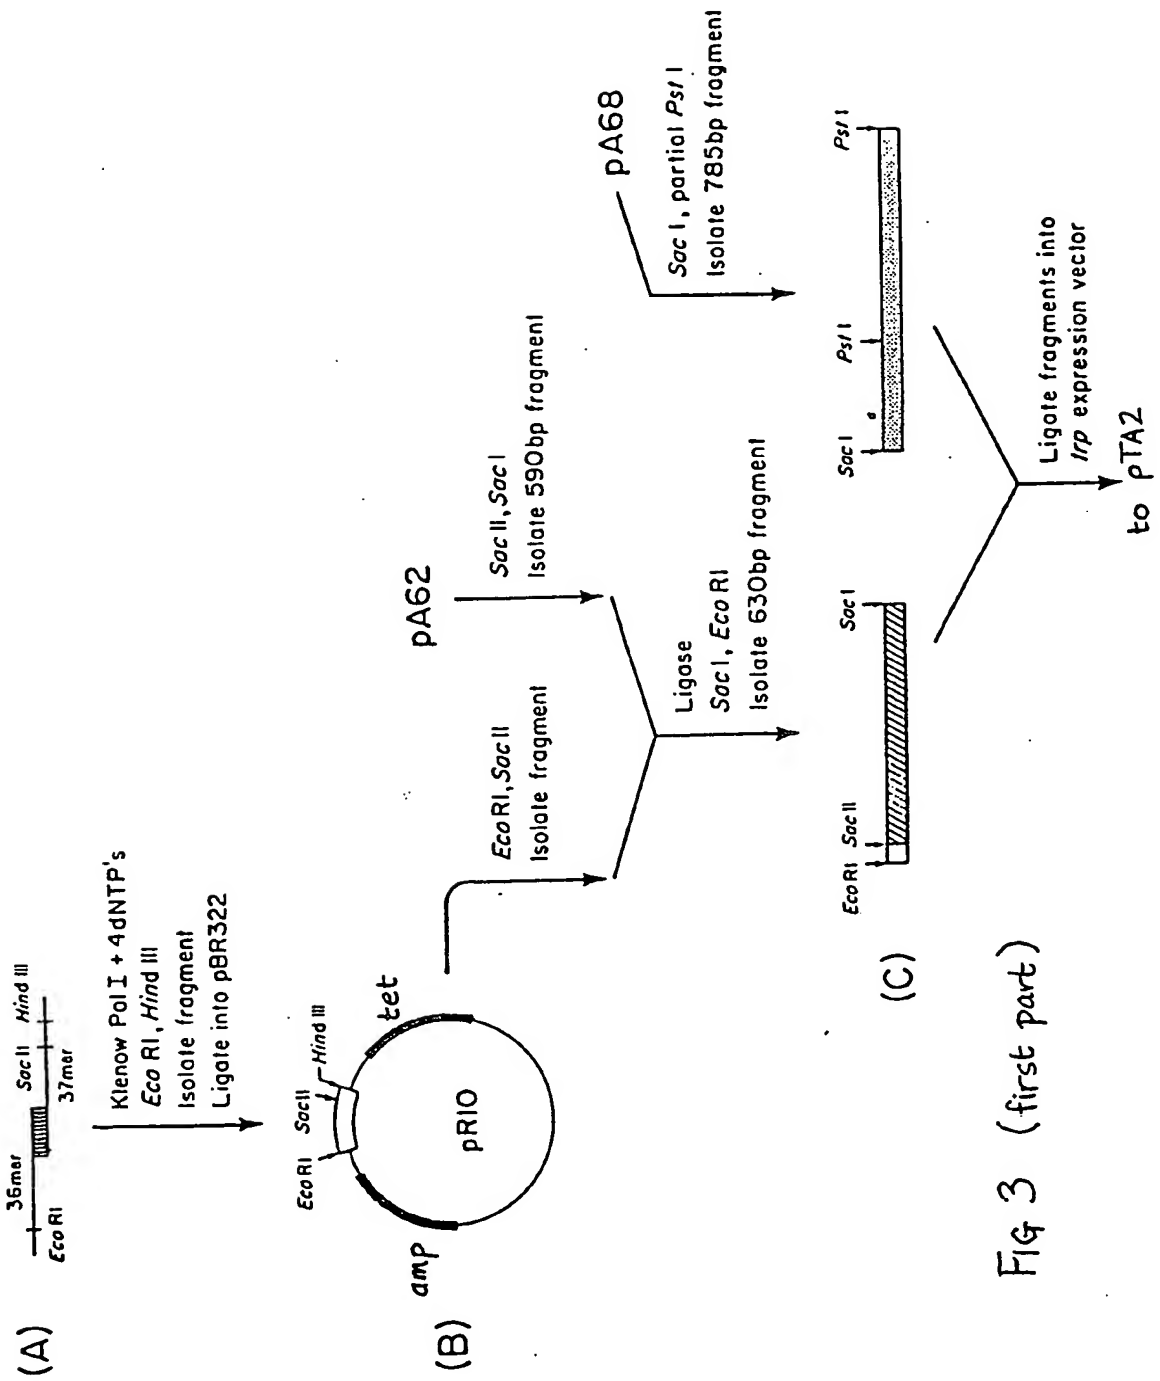 (A)
36mer
SacII HindIII
EcoRI
37mer
Klenow PolI + 4dNTP's
EcoRI, HindIII
Isolate fragment
Ligate into pBR322
(B)
EcoRI SacII HindIII
amp
tet
pR10
EcoRI, SacII
Isolate fragment
pA62
SacII, SacI
Isolate 590bp fragment
Ligase
SacI, EcoRI
Isolate 630bp fragment
pA68
SacI, partial PstI
Isolate 785bp fragment
(C)
EcoRI SacII SacI
SacI PstI PstI
Ligate fragments into
trp expression vector
to pTA2
FIG 3 (first part)